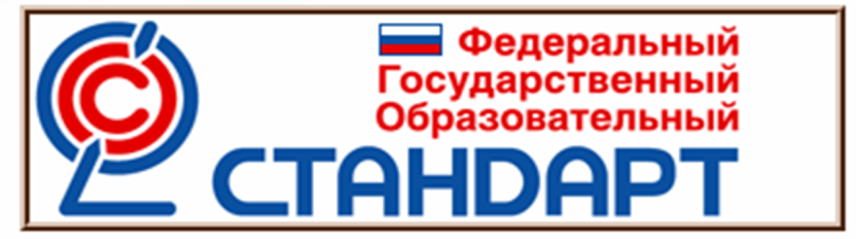 Федеральный
Государственный
Образовательный
СТАНДАРТ